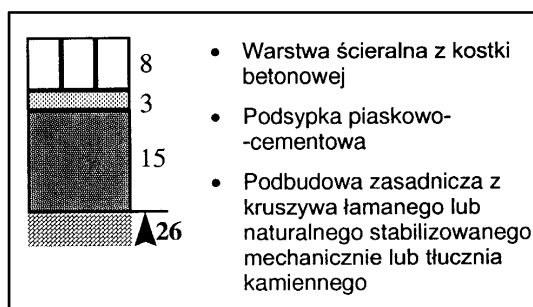 8
3
15
26
• Warstwa ścieralna z kostki
betonowej
• Podsypka piaskowo-
-cementowa
• Podbudowa zasadnicza z
kruszywa łamanego lub
naturalnego stabilizowanego
mechanicznie lub tłucznia
kamiennego